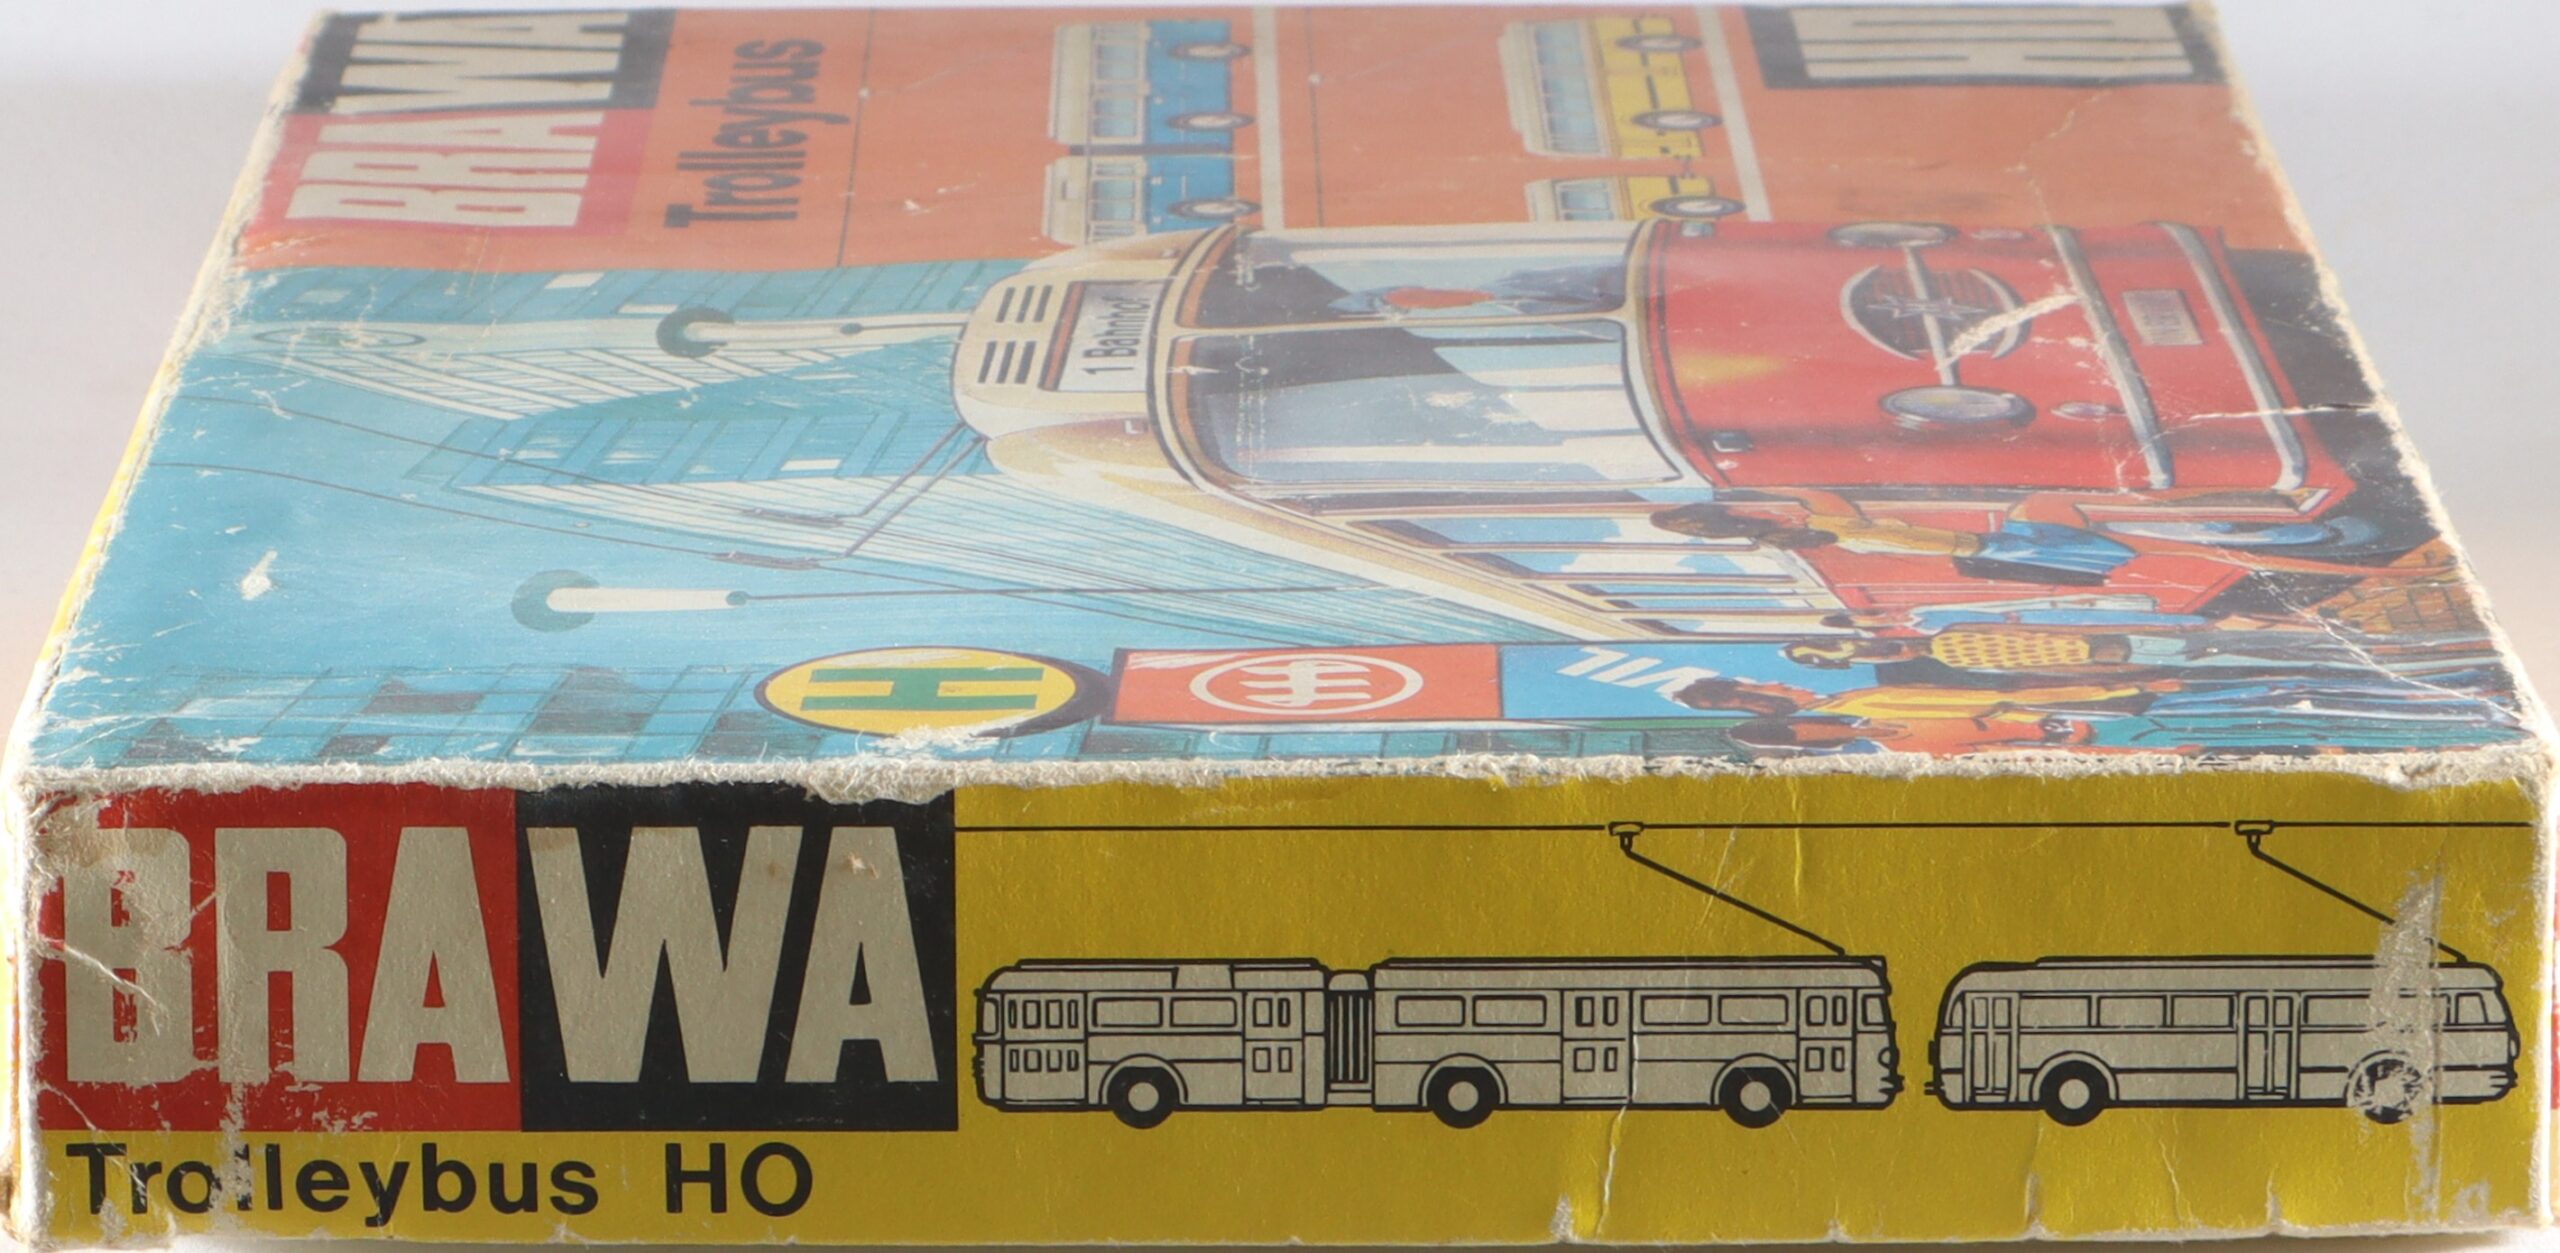 BRAWA
Trolleybus
HO
1 Bahnhof
H
BRAWA
Trolleybus HO